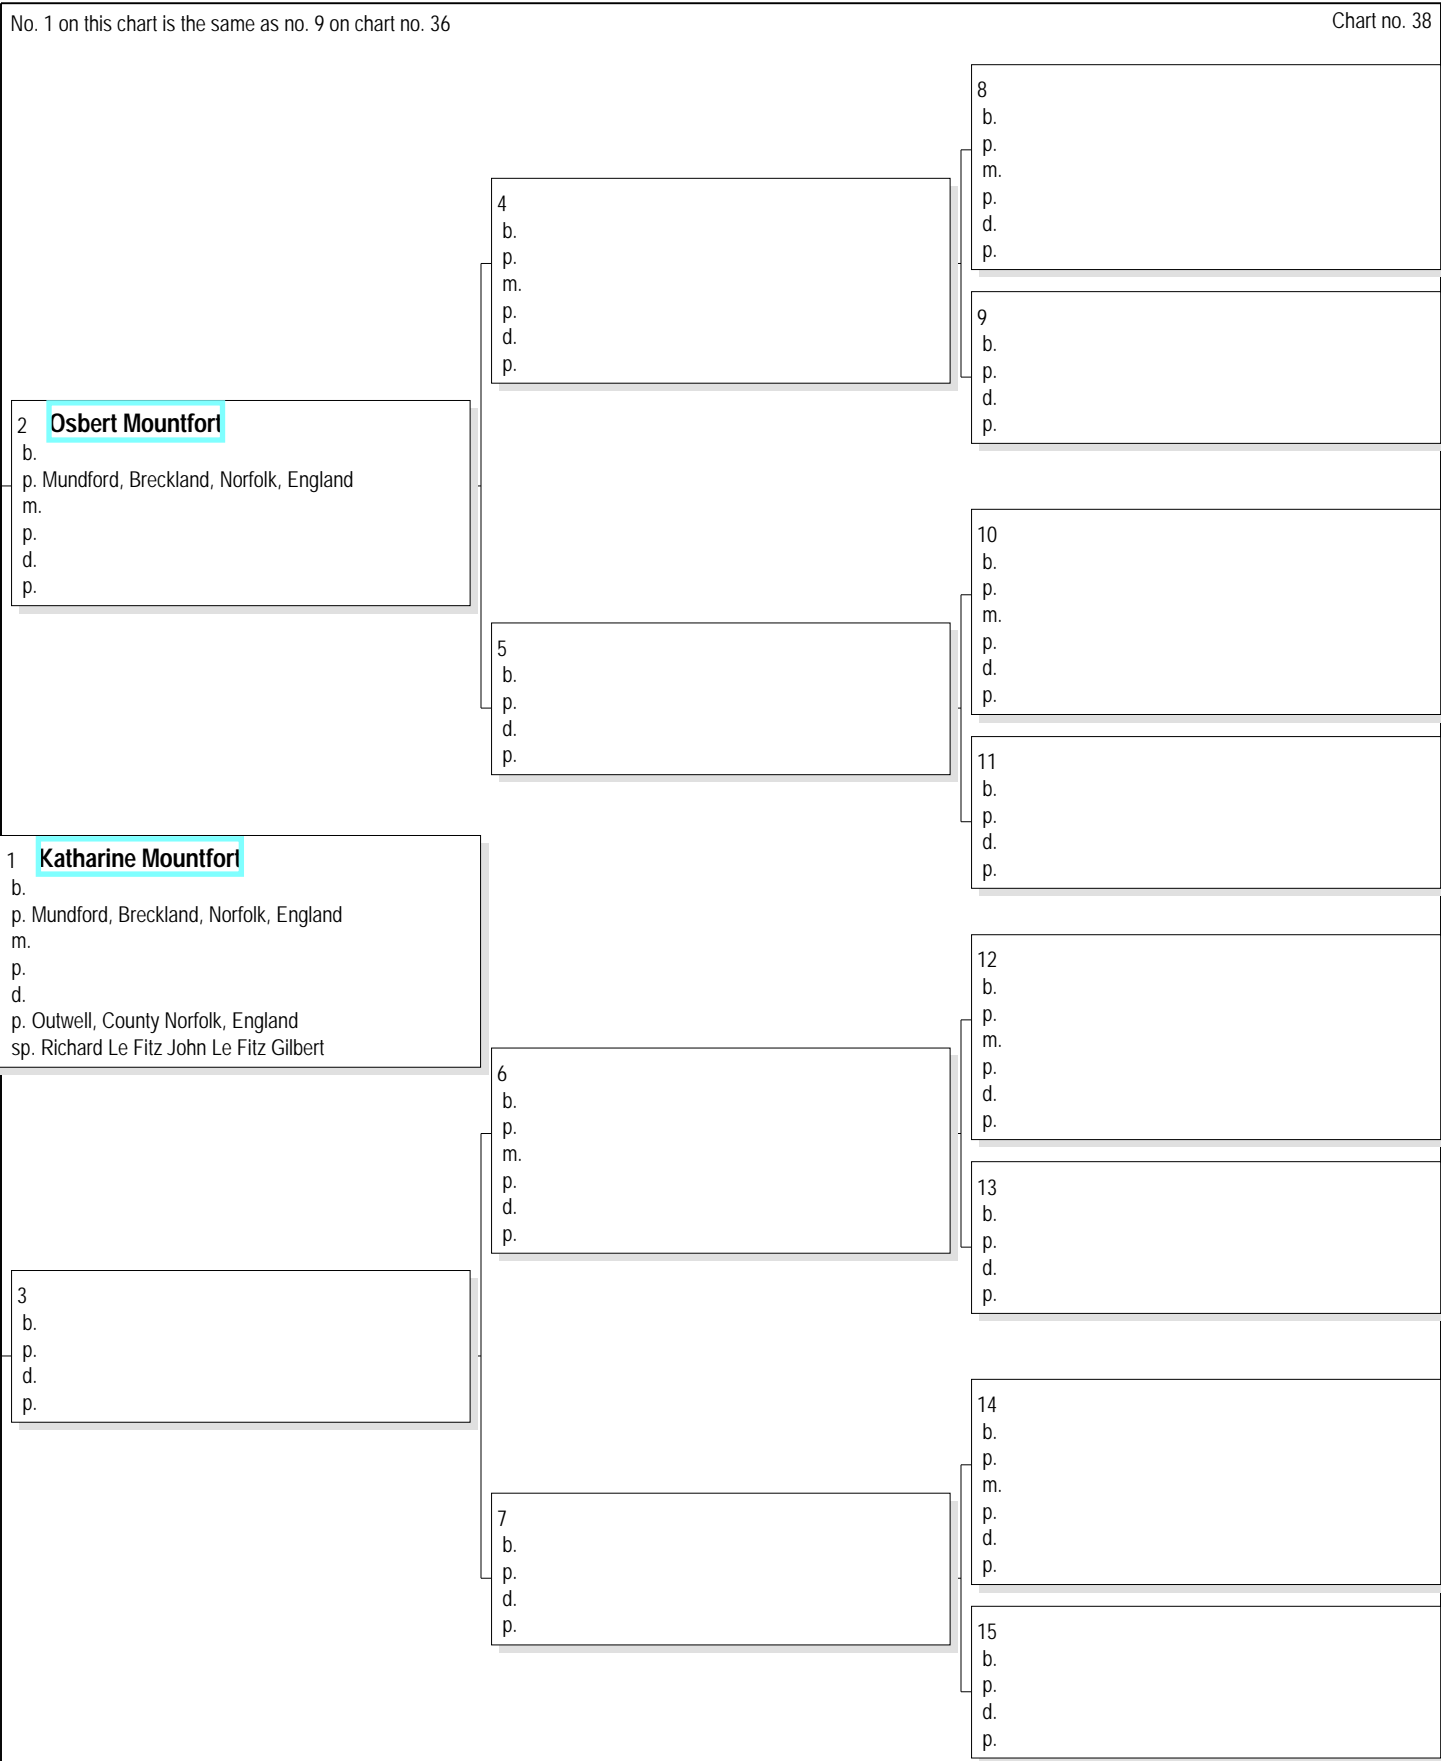 No. 1 on this chart is the same as no. 9 on chart no. 36
Chart no. 38
8
b.
p.
m.
p.
d.
p.
4
b.
p.
m.
p.
d.
p.
9
b.
p.
d.
p.
2 Osbert Mountfort
b.
p. Mundford, Breckland, Norfolk, England
m.
p.
d.
p.
10
b.
p.
m.
p.
d.
p.
5
b.
p.
d.
p.
11
b.
p.
d.
p.
1 Katharine Mountfort
b.
p. Mundford, Breckland, Norfolk, England
m.
p.
d.
p. Outwell, County Norfolk, England
sp. Richard Le Fitz John Le Fitz Gilbert
12
b.
p.
m.
p.
d.
p.
6
b.
p.
m.
p.
d.
p.
13
b.
p.
d.
p.
3
b.
p.
d.
p.
14
b.
p.
m.
p.
d.
p.
7
b.
p.
d.
p.
15
b.
p.
d.
p.